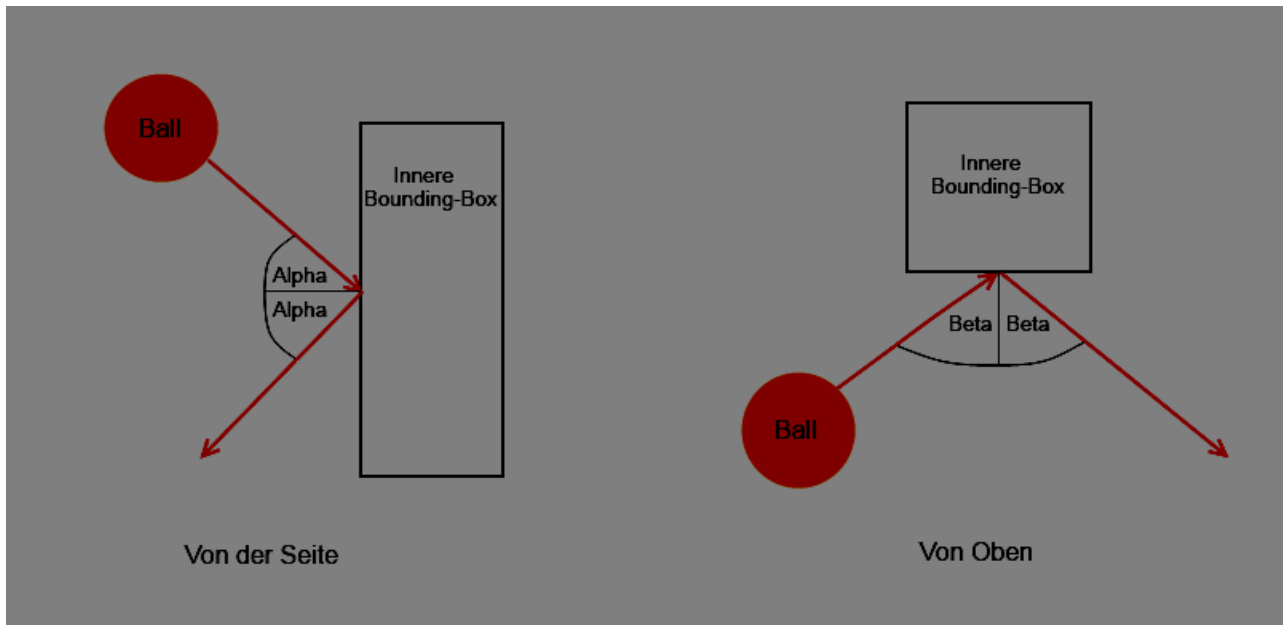 Ball
Innere
Bounding-Box
Alpha
Alpha
Von der Seite
Innere
Bounding-Box
Beta
Beta
Ball
Von Oben